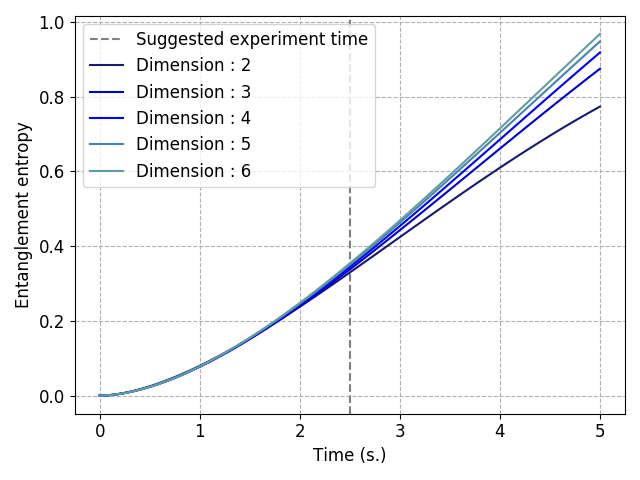 1.0
0.8
0.6
0.4
0.2
0.0
Entanglement entropy
Suggested experiment time
Dimension : 2
Dimension : 3
Dimension : 4
Dimension : 5
Dimension : 6
0 1 2 3 4 5
Time (s.)